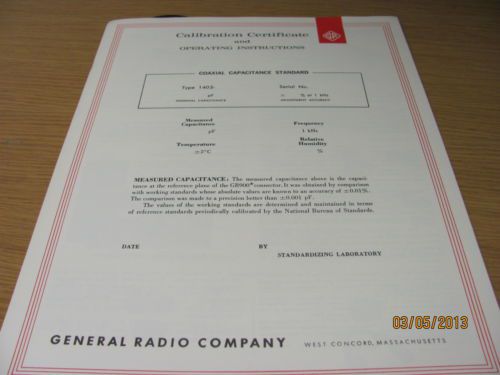 Calibration Certificate
and
OPERATING INSTRUCTIONS
COAXIAL CAPACITANCE STANDARD
Type 1403- Serial No.
pF ± % at 1 kHz
NOMINAL CAPACITANCE ADJUSTMENT ACCURACY
Measured Frequency
Capacitance
pF 1 kHz
Temperature Relative
±2°C Humidity
%
MEASURED CAPACITANCE: The measured capacitance above is the capaci-
tance at the reference plane of the GR900® connector. It was obtained by comparison
with working standards whose absolute values are known to an accuracy of ±0.01%.
The comparison was made to a precision better than ±0.001 pF.
The values of the working standards are determined and maintained in terms
of reference standards periodically calibrated by the National Bureau of Standards.
DATE BY
STANDARDIZING LABORATORY
GENERAL RADIO COMPANY WEST CONCORD, MASSACHUSETTS
03/05/2013